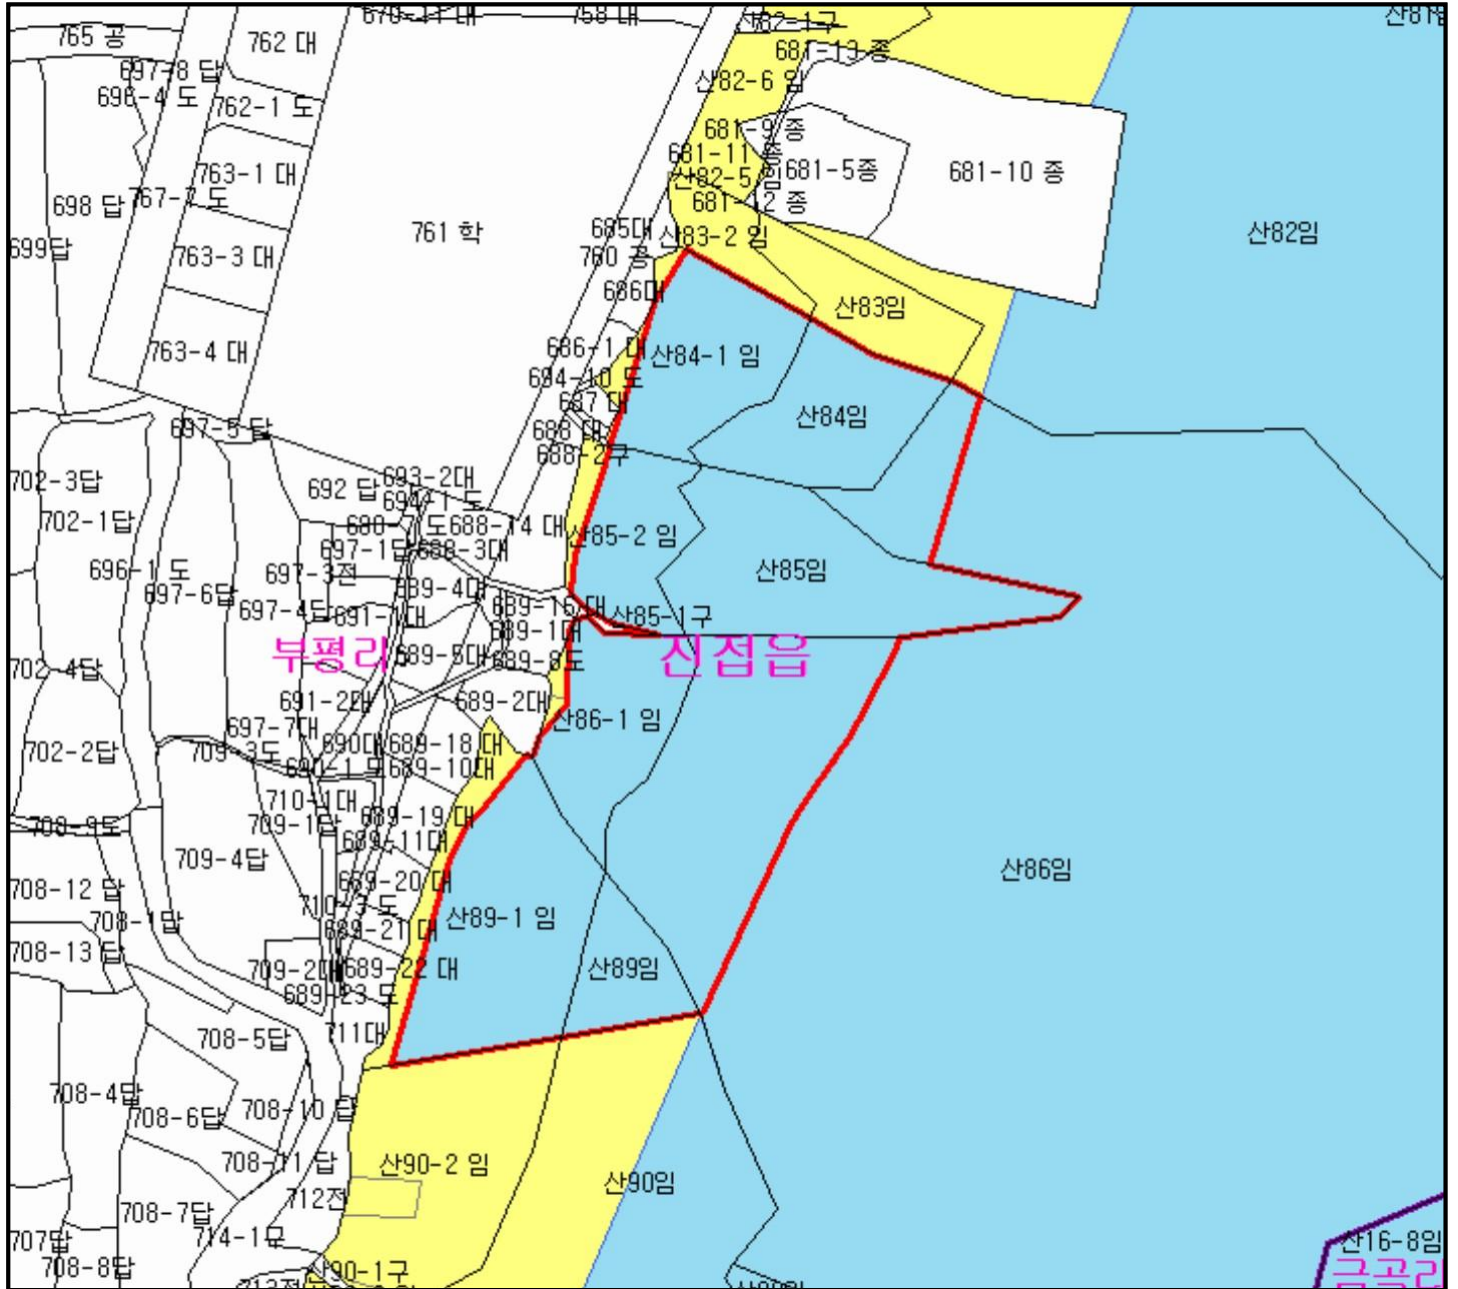 758 대
765 공
762 대
681-13 종
697-8 답
산82-6 임
696-4 도
762-1 도
681-9 종
681-11 종
763-1 대
산82-5 임
681-5종
681-10 종
698 답
767-7 도
681-12 종
761 학
685대
산83-2 임
산82임
699답
763-3 대
760 공
686대
산83임
763-4 대
686-1 대
산84-1 임
694-10 도
687 대
산84임
697-5 답
688 대
688-2구
702-3답
693-2대
692 답
694-1 도
702-1답
688-14 대
산85-2 임
697-1답
688-3대
696-1 도
697-3전
산85임
697-6답
689-4대
697-4답
689-15 대
산85-1구
689-1대
부평리
689-5대
689-8도
진접읍
702-4답
691-2대
689-2대
697-7대
산86-1 임
702-2답
709-3도
690대
689-18 대
690-1 도
689-10대
710-1대
689-19 대
709-1답
689-11대
709-4답
산86임
708-12 답
689-20 대
710-3 도
708-1답
산89-1 임
689-21 대
708-13 답
709-2대
689-22 대
산89임
689-23 도
708-5답
711대
708-4답
708-6답
708-10 답
708-11 답
산90-2 임
산90임
712전
708-7답
714-1구
707답
산16-8임
708-8답
산90-1구
금곡리